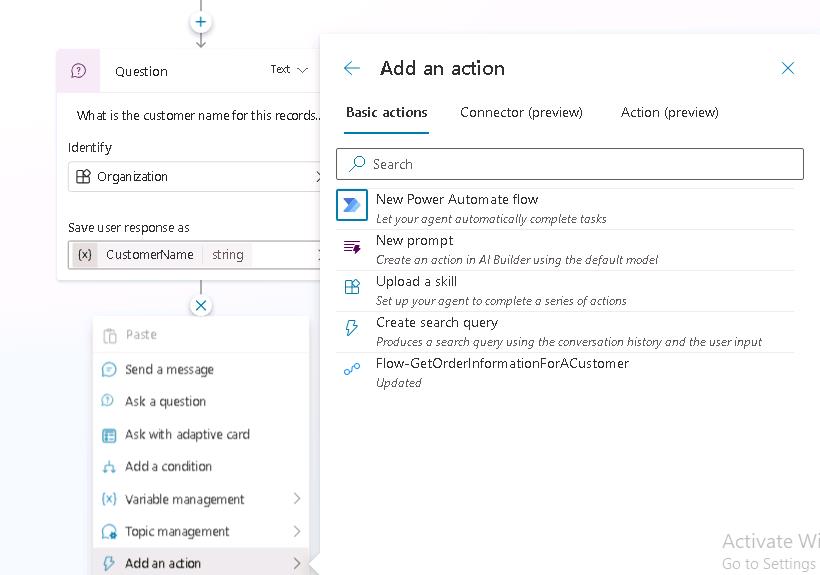 Question
Text
What is the customer name for this records..
Identify
Organization
Save user response as
{x} CustomerName string
Paste
Send a message
Ask a question
Ask with adaptive card
Add a condition
{x} Variable management
Topic management
Add an action
Add an action
Basic actions Connector (preview) Action (preview)
Search
New Power Automate flow
Let your agent automatically complete tasks
New prompt
Create an action in AI Builder using the default model
Upload a skill
Set up your agent to complete a series of actions
Create search query
Produces a search query using the conversation history and the user input
Flow-GetOrderInformationForACustomer
Updated
Activate Wi
Go to Settings